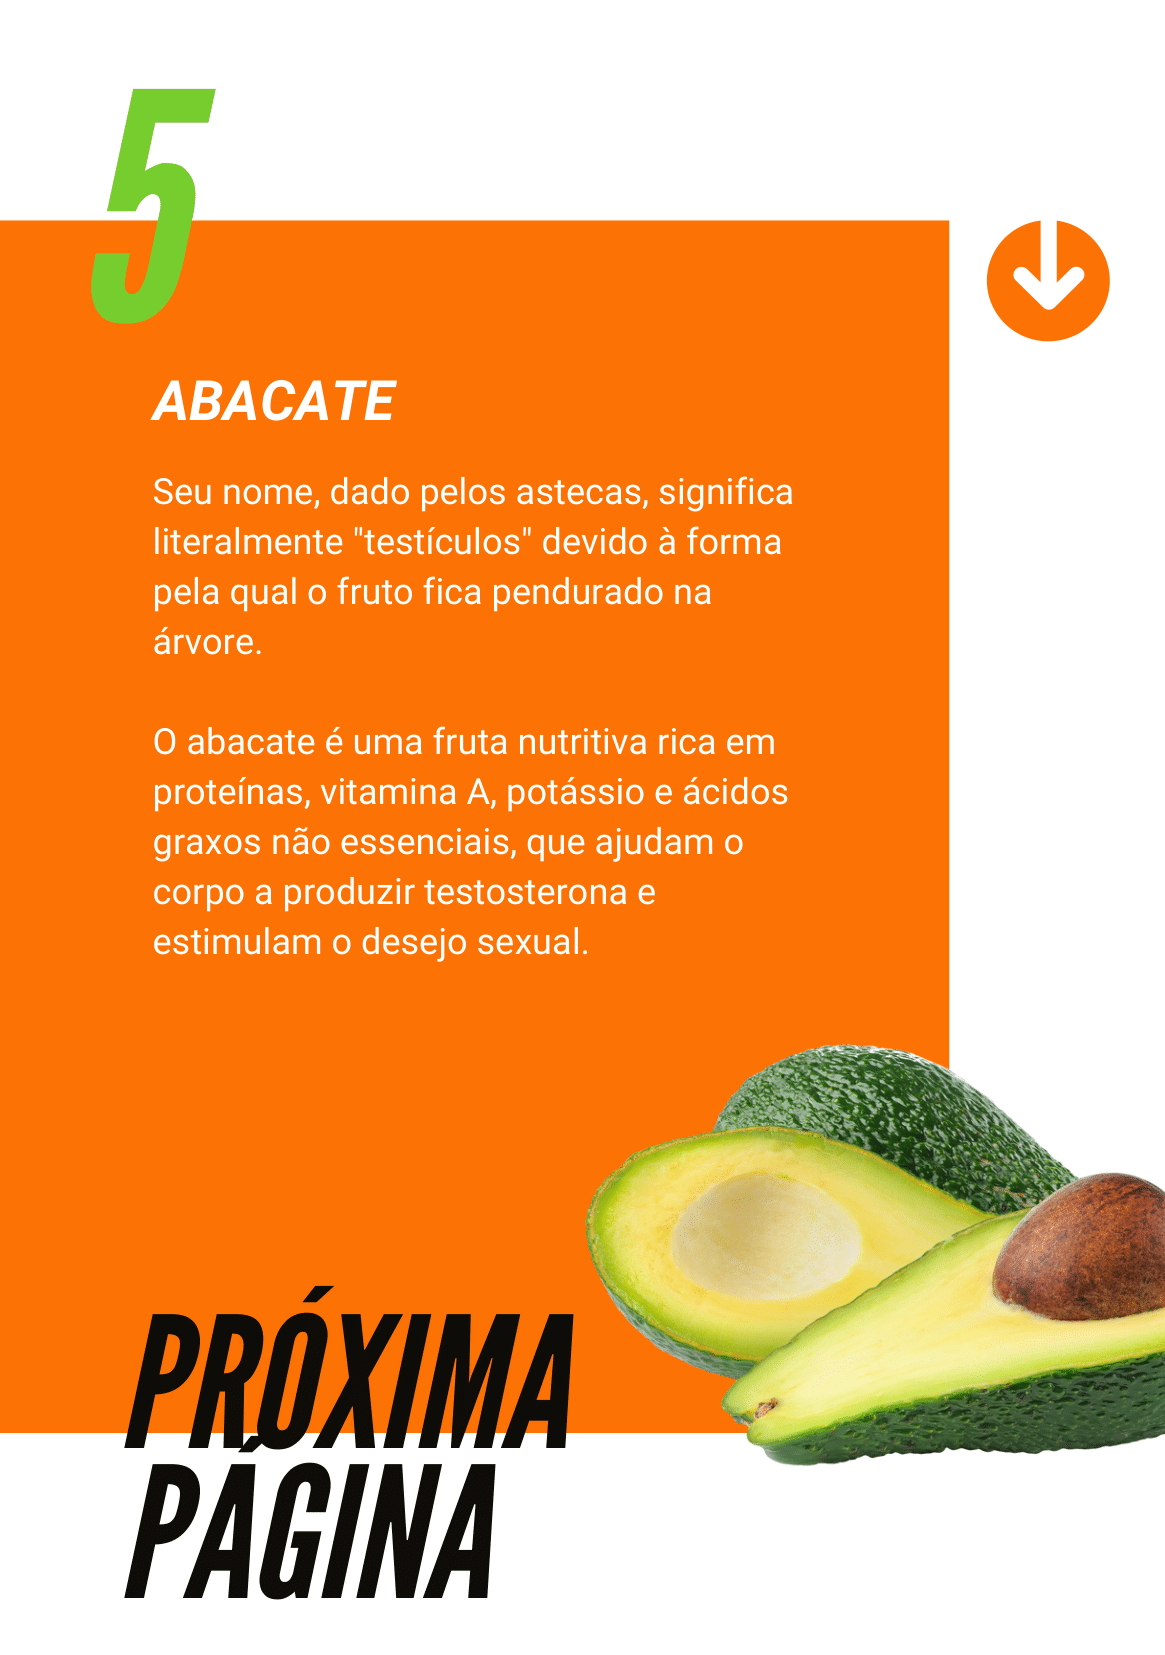 5
ABACATE
Seu nome, dado pelos astecas, significa
literalmente "testículos" devido à forma
pela qual o fruto fica pendurado na
árvore.
O abacate é uma fruta nutritiva rica em
proteínas, vitamina A, potássio e ácidos
graxos não essenciais, que ajudam o
corpo a produzir testosterona e
estimulam o desejo sexual.
PRÓXIMA
PÁGINA